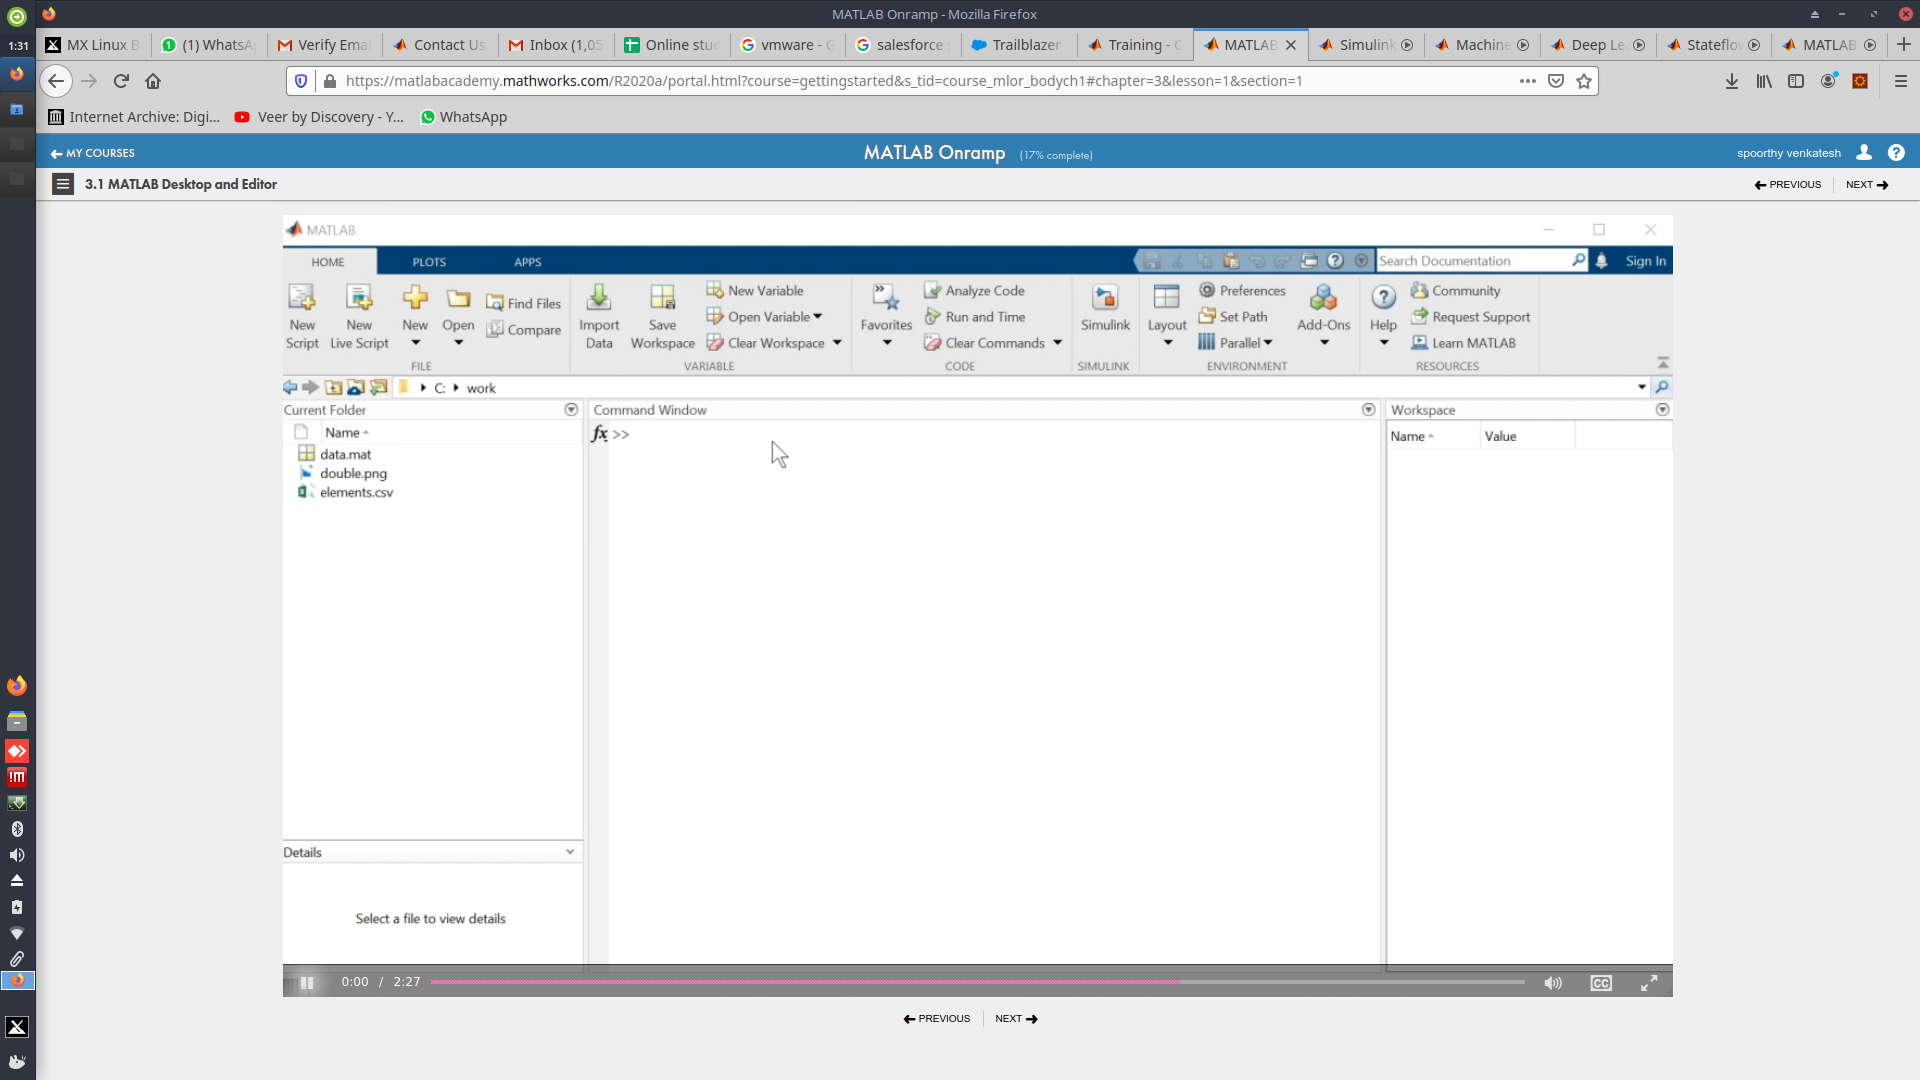 MATLAB Onramp - Mozilla Firefox
1:31
MX Linux
(1) WhatsA
Verify Emai
Contact Us
Inbox (1,05
Online stu
vmware - G
salesforce
Trailblazer
Training - C
MATLAB
Simulink
Machine
Deep Le
Stateflow
MATLAB
https://matlabacademy.mathworks.com/R2020a/portal.html?course=gettingstarted&s_tid=course_mlor_bodych1#chapter=3&lesson=1&section=1
Internet Archive: Digi...
Veer by Discovery - Y...
WhatsApp
MY COURSES
MATLAB Onramp (17% complete)
spoorthy venkatesh
3.1 MATLAB Desktop and Editor
PREVIOUS
NEXT
MATLAB
HOME
PLOTS
APPS
Search Documentation
Sign In
New Script
New Live Script
New
Open
Find Files
Compare
FILE
Import Data
Save Workspace
New Variable
Open Variable
Clear Workspace
VARIABLE
Favorites
Analyze Code
Run and Time
Clear Commands
CODE
Simulink
SIMULINK
Layout
Preferences
Set Path
Parallel
Add-Ons
ENVIRONMENT
Help
Community
Request Support
Learn MATLAB
RESOURCES
C: work
Current Folder
Name
data.mat
double.png
elements.csv
Details
Select a file to view details
Command Window
fx >>
Workspace
Name
Value
0:00 / 2:27
CC
PREVIOUS
NEXT